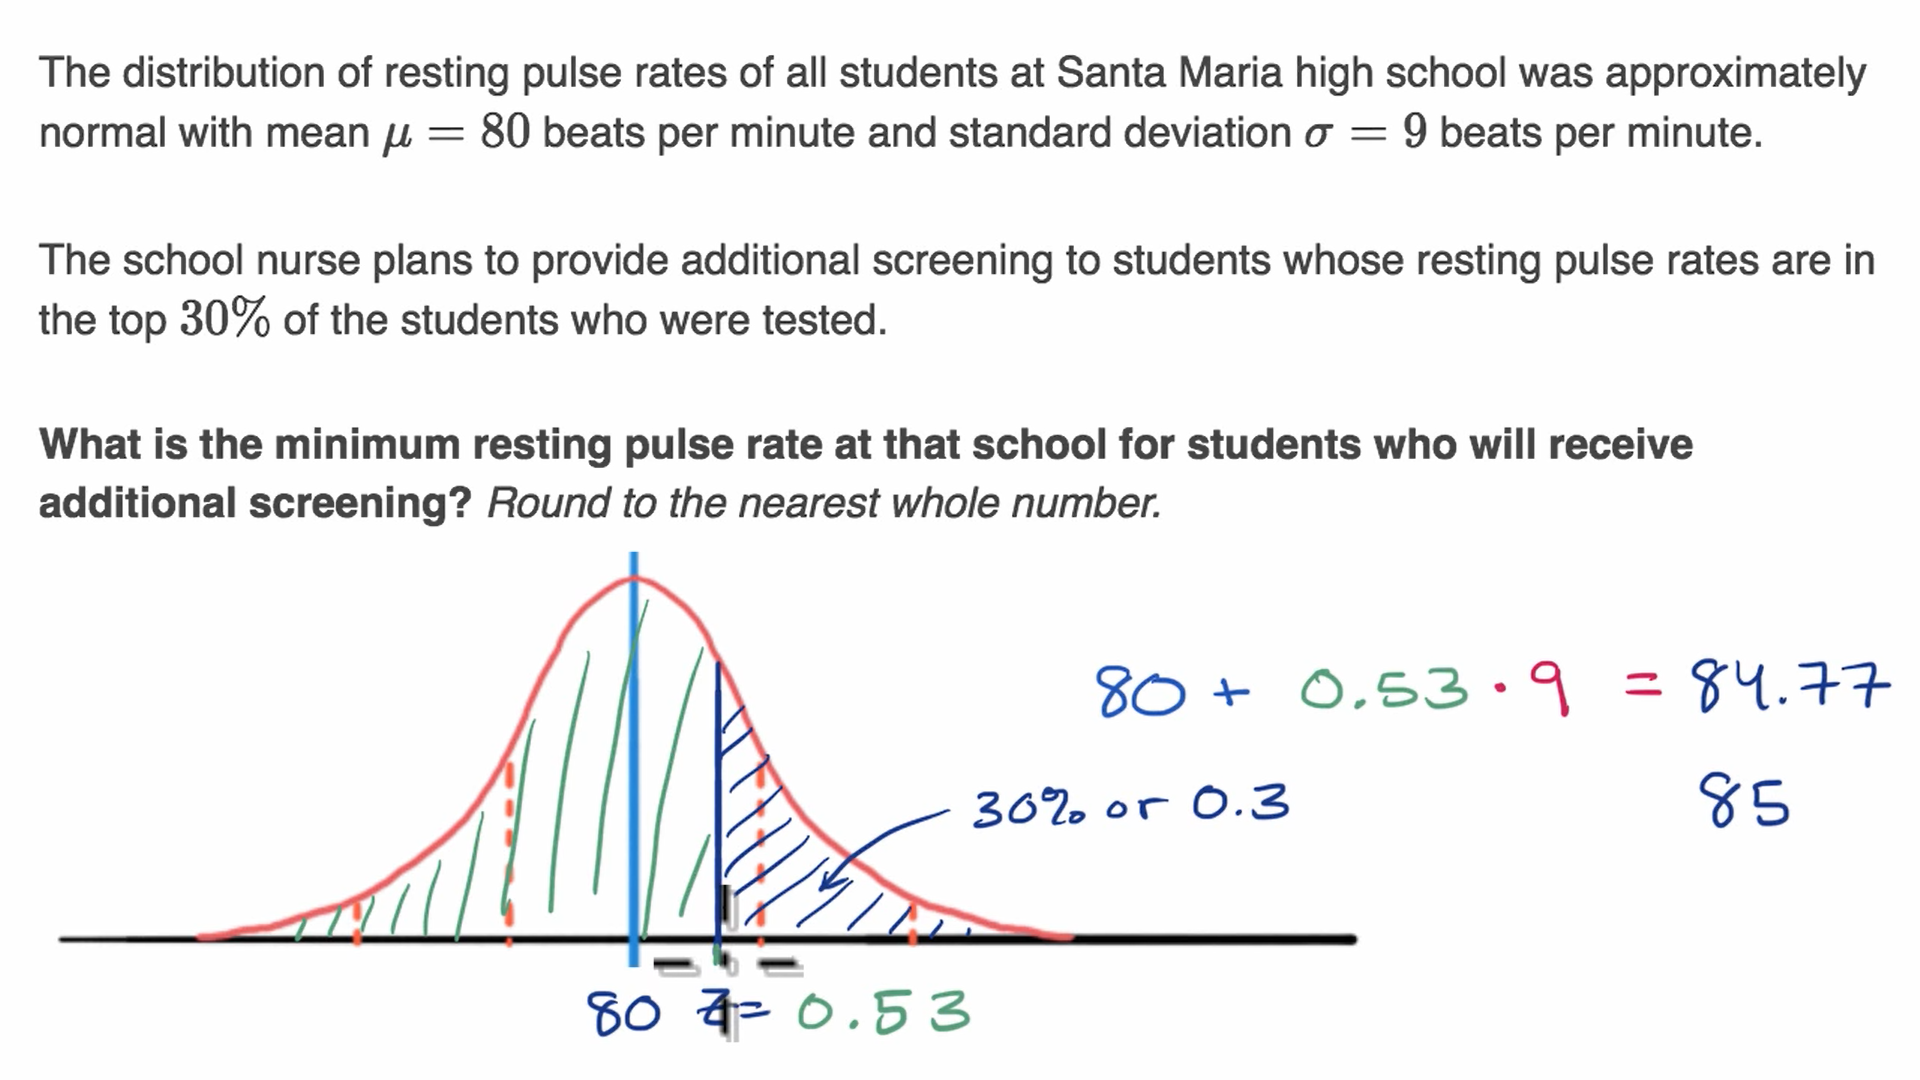 The distribution of resting pulse rates of all students at Santa Maria high school was approximately
normal with mean μ = 80 beats per minute and standard deviation σ = 9 beats per minute.
The school nurse plans to provide additional screening to students whose resting pulse rates are in
the top 30% of the students who were tested.
What is the minimum resting pulse rate at that school for students who will receive
additional screening? Round to the nearest whole number.
80 + 0.53 · 9 = 84.77
30% or 0.3
85
80 z= 0.53